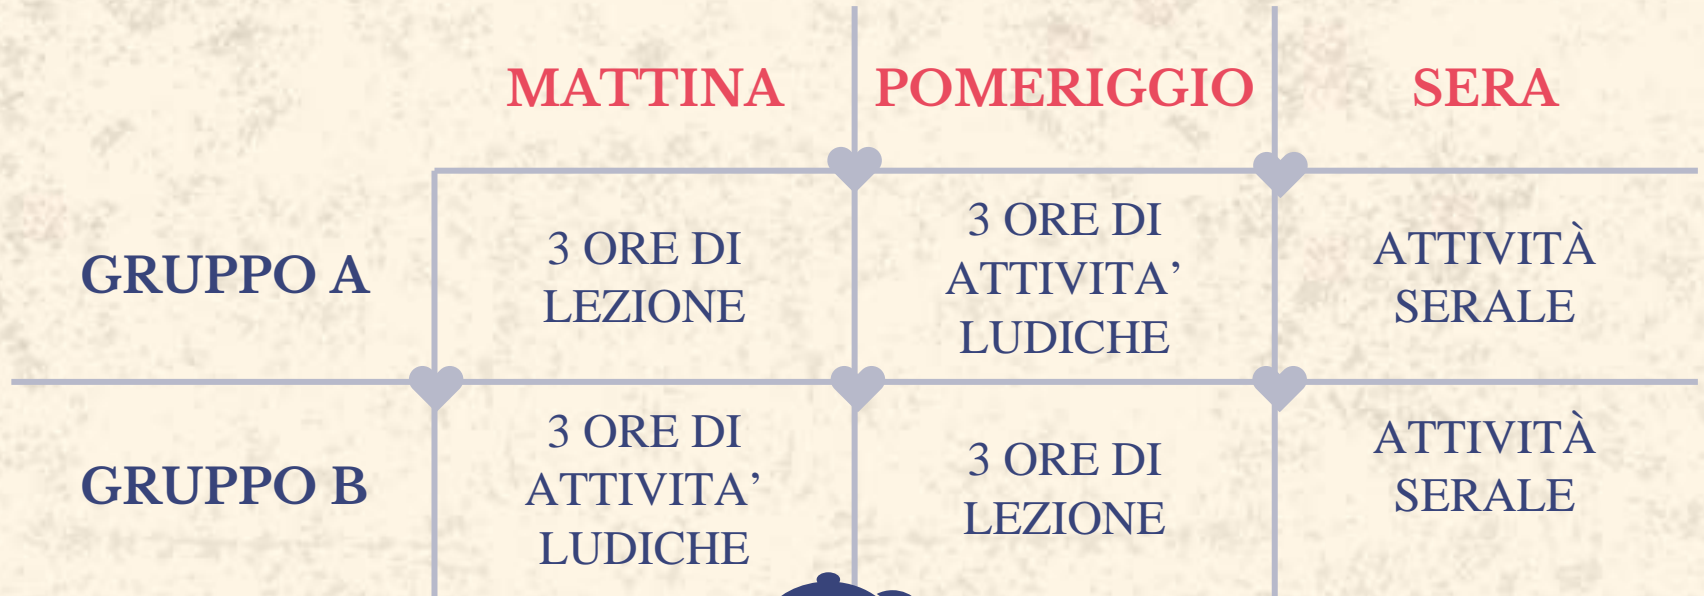 MATTINA POMERIGGIO SERA
GRUPPO A
3 ORE DI
LEZIONE
3 ORE DI
ATTIVITA’
LUDICHE
ATTIVITÀ
SERALE
GRUPPO B
3 ORE DI
ATTIVITA’
LUDICHE
3 ORE DI
LEZIONE
ATTIVITÀ
SERALE